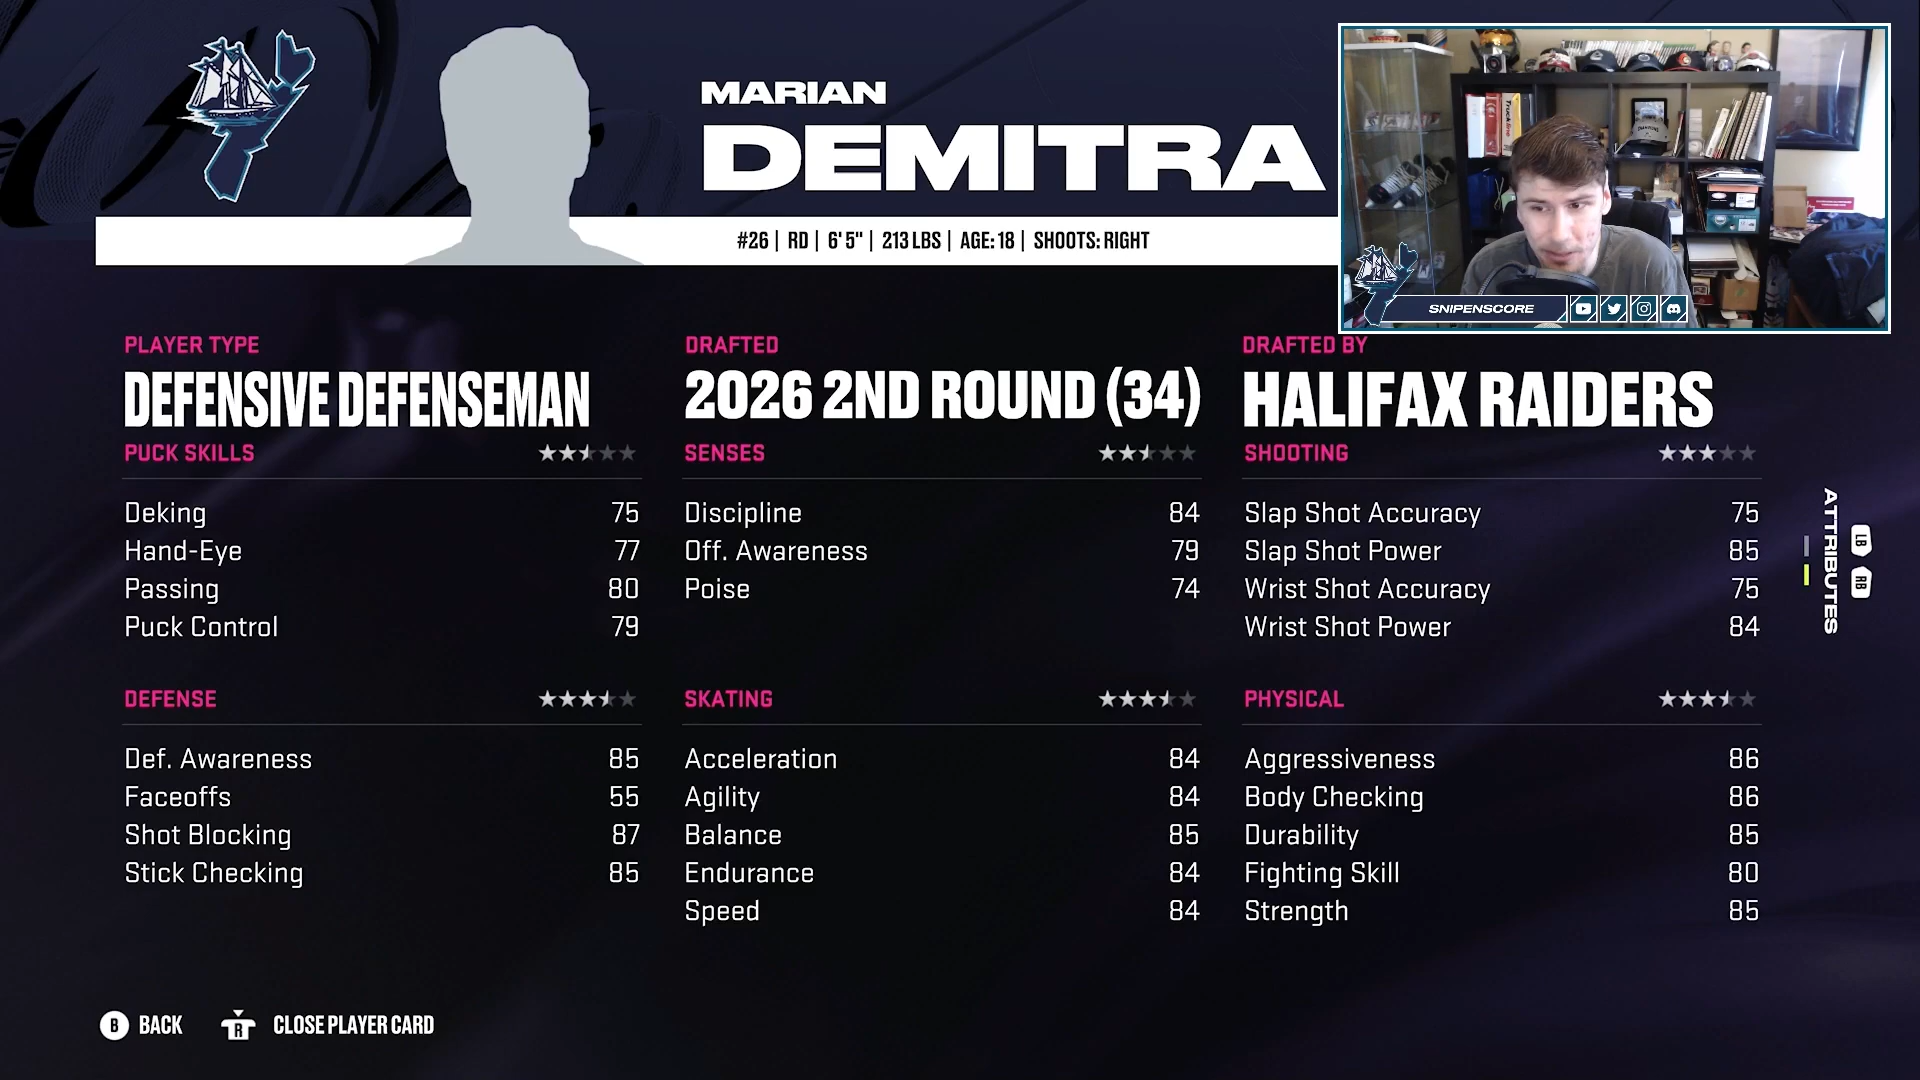 MARIAN
DEMITRA
#26 | RD | 6' 5" | 213 LBS | AGE: 18 | SHOOTS: RIGHT
SNIPENSCORE
PLAYER TYPE
DEFENSIVE DEFENSEMAN
DRAFTED
2026 2ND ROUND (34)
DRAFTED BY
HALIFAX RAIDERS
PUCK SKILLS
Deking 75
Hand-Eye 77
Passing 80
Puck Control 79
SENSES
Discipline 84
Off. Awareness 79
Poise 74
SHOOTING
Slap Shot Accuracy 75
Slap Shot Power 85
Wrist Shot Accuracy 75
Wrist Shot Power 84
DEFENSE
Def. Awareness 85
Faceoffs 55
Shot Blocking 87
Stick Checking 85
SKATING
Acceleration 84
Agility 84
Balance 85
Endurance 84
Speed 84
PHYSICAL
Aggressiveness 86
Body Checking 86
Durability 85
Fighting Skill 80
Strength 85
LB RB
ATTRIBUTES
B BACK
R CLOSE PLAYER CARD